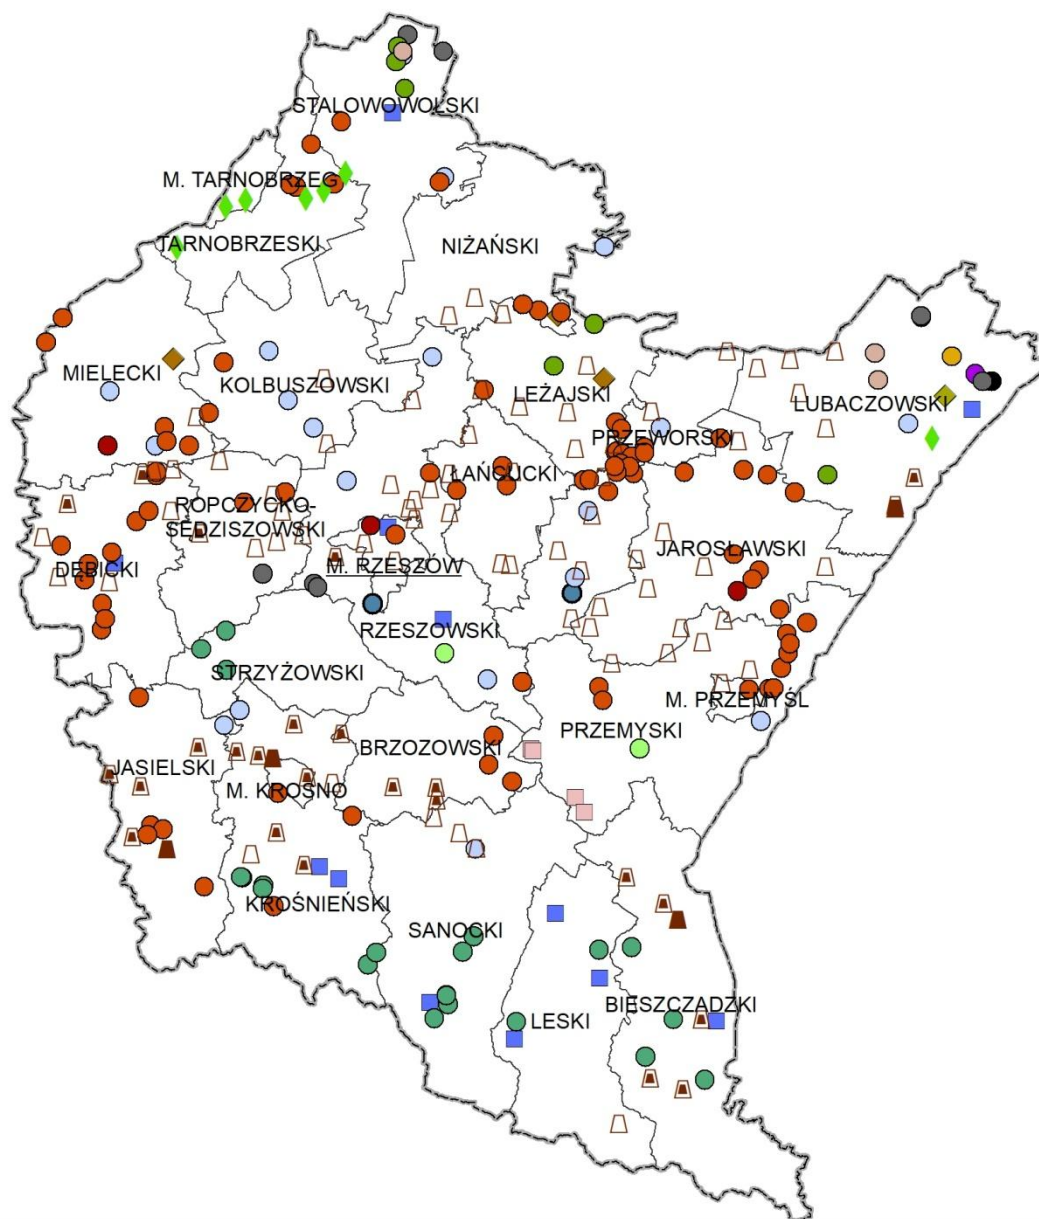 STALOWOWOLSKI
M. TARNOBRZEG
TARNOBRZESKI
NIŻAŃSKI
MIELECKI
KOLBUSZOWSKI
LEŻAJSKI
LUBACZOWSKI
PRZEWORSKI
ŁAŃCUCKI
ROPCZYCKO-
SĘDZISZOWSKI
JAROSŁAWSKI
DĘBICKI
M. RZESZÓW
RZESZOWSKI
STRZYŻOWSKI
M. PRZEMYŚL
PRZEMYSKI
BRZOZOWSKI
JASIELSKI
M. KROSNO
KROŚNIEŃSKI
SANOCKI
BIESZCZADZKI
LESKI